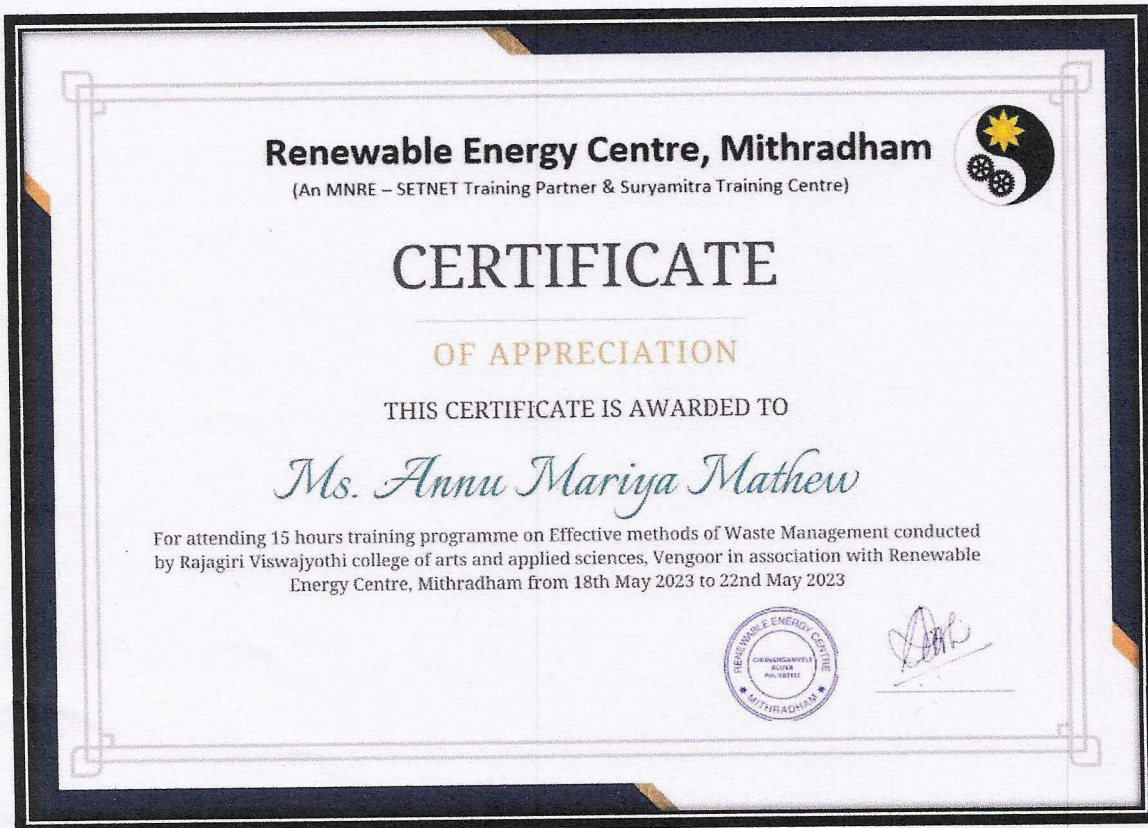 Renewable Energy Centre, Mithradham
(An MNRE – SETNET Training Partner & Suryamitra Training Centre)
CERTIFICATE
OF APPRECIATION
THIS CERTIFICATE IS AWARDED TO
Ms. Annu Mariya Mathew
For attending 15 hours training programme on Effective methods of Waste Management conducted
by Rajagiri Viswajyothi college of arts and applied sciences, Vengoor in association with Renewable
Energy Centre, Mithradham from 18th May 2023 to 22nd May 2023
RENEWABLE ENERGY CENTRE
ALUVA
MITHRADHAM